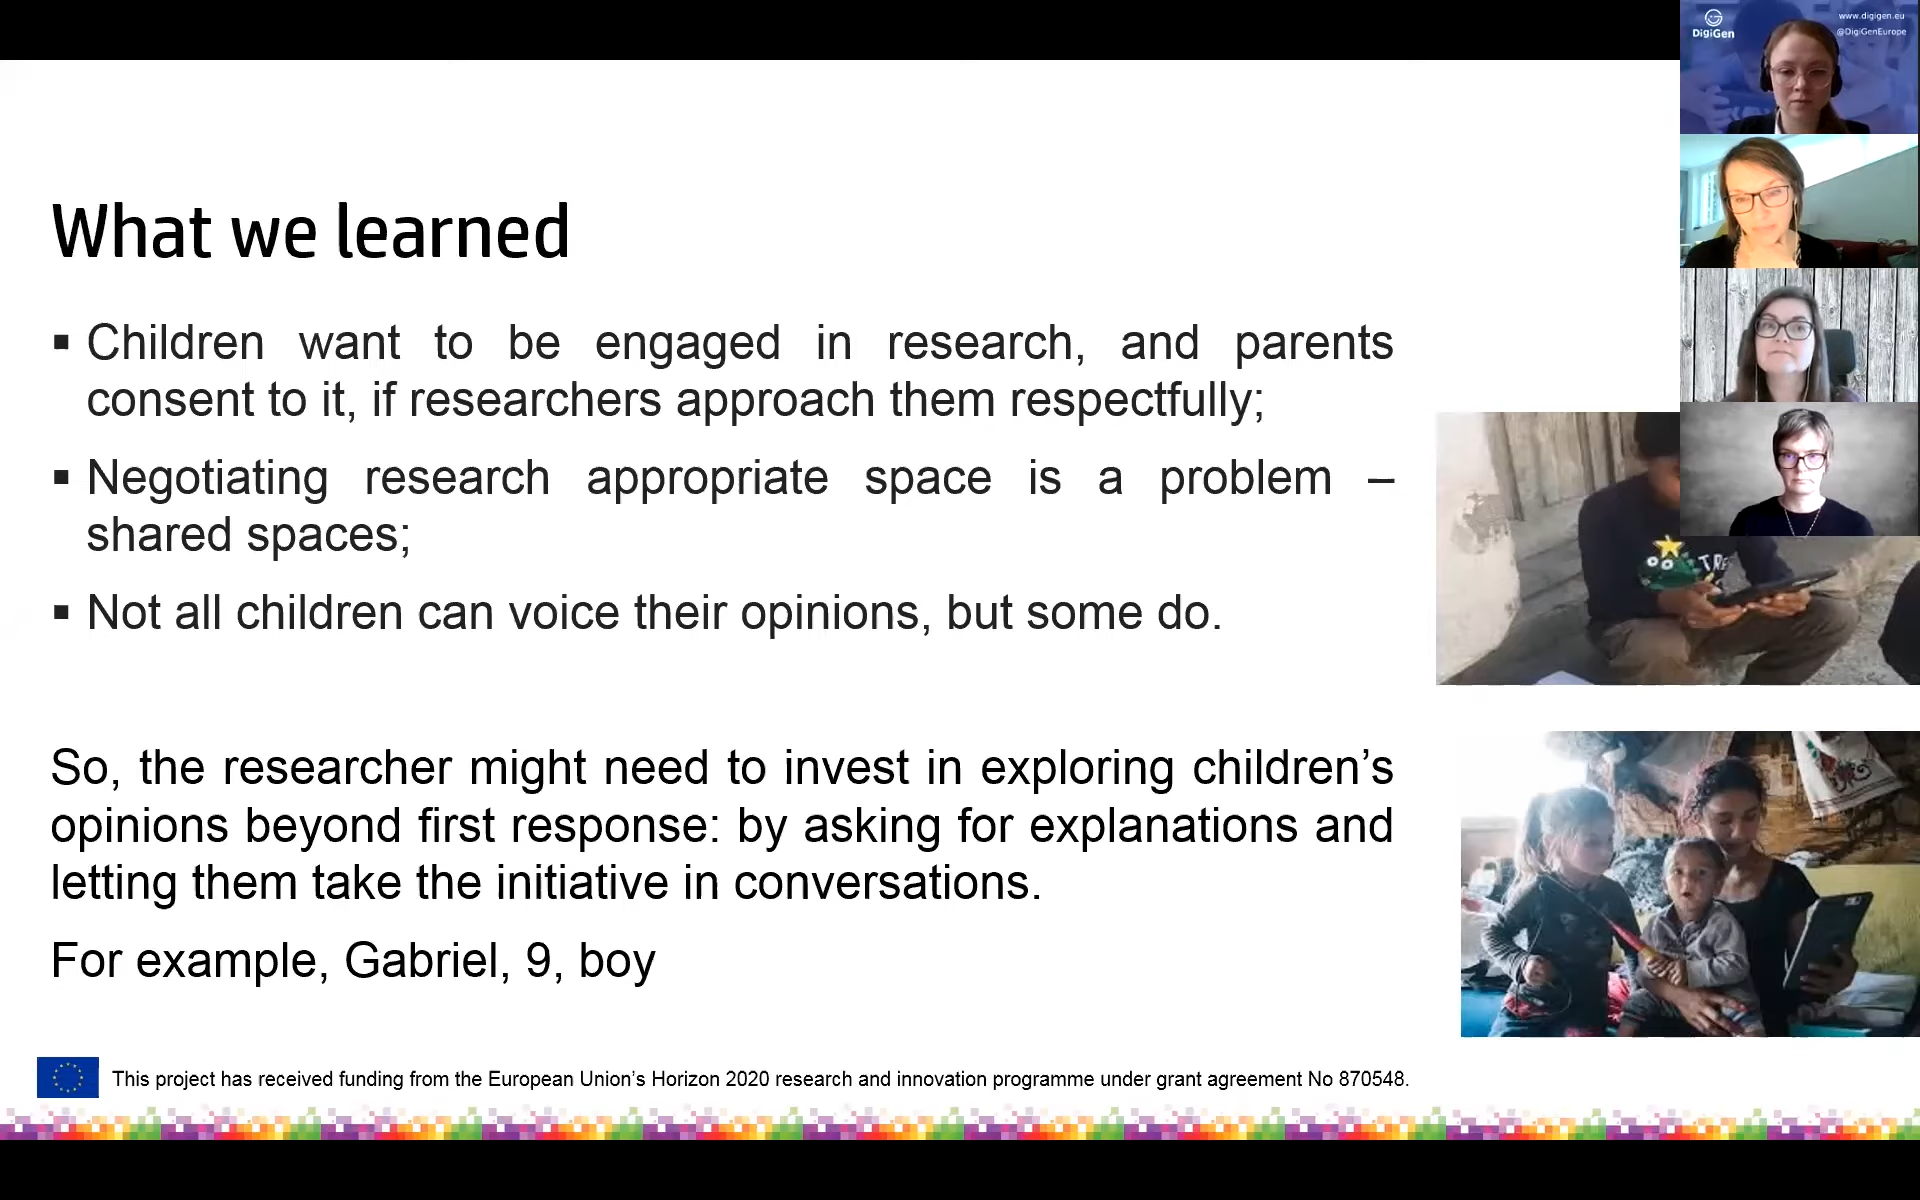 www.digigen.eu
@DigiGenEurope
DigiGen
What we learned
▪ Children want to be engaged in research, and parents
consent to it, if researchers approach them respectfully;
▪ Negotiating research appropriate space is a problem –
shared spaces;
▪ Not all children can voice their opinions, but some do.
So, the researcher might need to invest in exploring children’s
opinions beyond first response: by asking for explanations and
letting them take the initiative in conversations.
For example, Gabriel, 9, boy
This project has received funding from the European Union’s Horizon 2020 research and innovation programme under grant agreement No 870548.